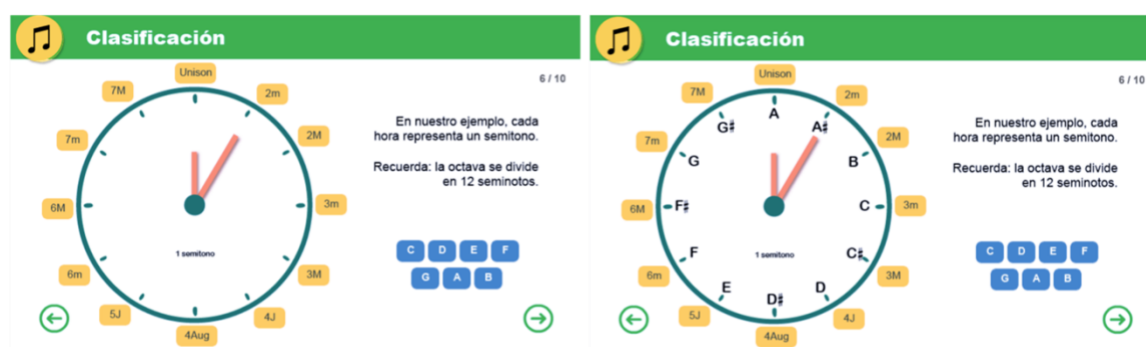 Clasificación
6 / 10
Unison
2m
2M
3m
3M
4J
4Aug
5J
6m
6M
7m
7M
1 semitono
En nuestro ejemplo, cada
hora representa un semitono.
Recuerda: la octava se divide
en 12 seminotos.
C D E F
G A B
Clasificación
6 / 10
Unison
2m
2M
3m
3M
4J
4Aug
5J
6m
6M
7m
7M
A
A♯
B
C
C♯
D
D♯
E
F
F♯
G
G♯
1 semitono
En nuestro ejemplo, cada
hora representa un semitono.
Recuerda: la octava se divide
en 12 seminotos.
C D E F
G A B